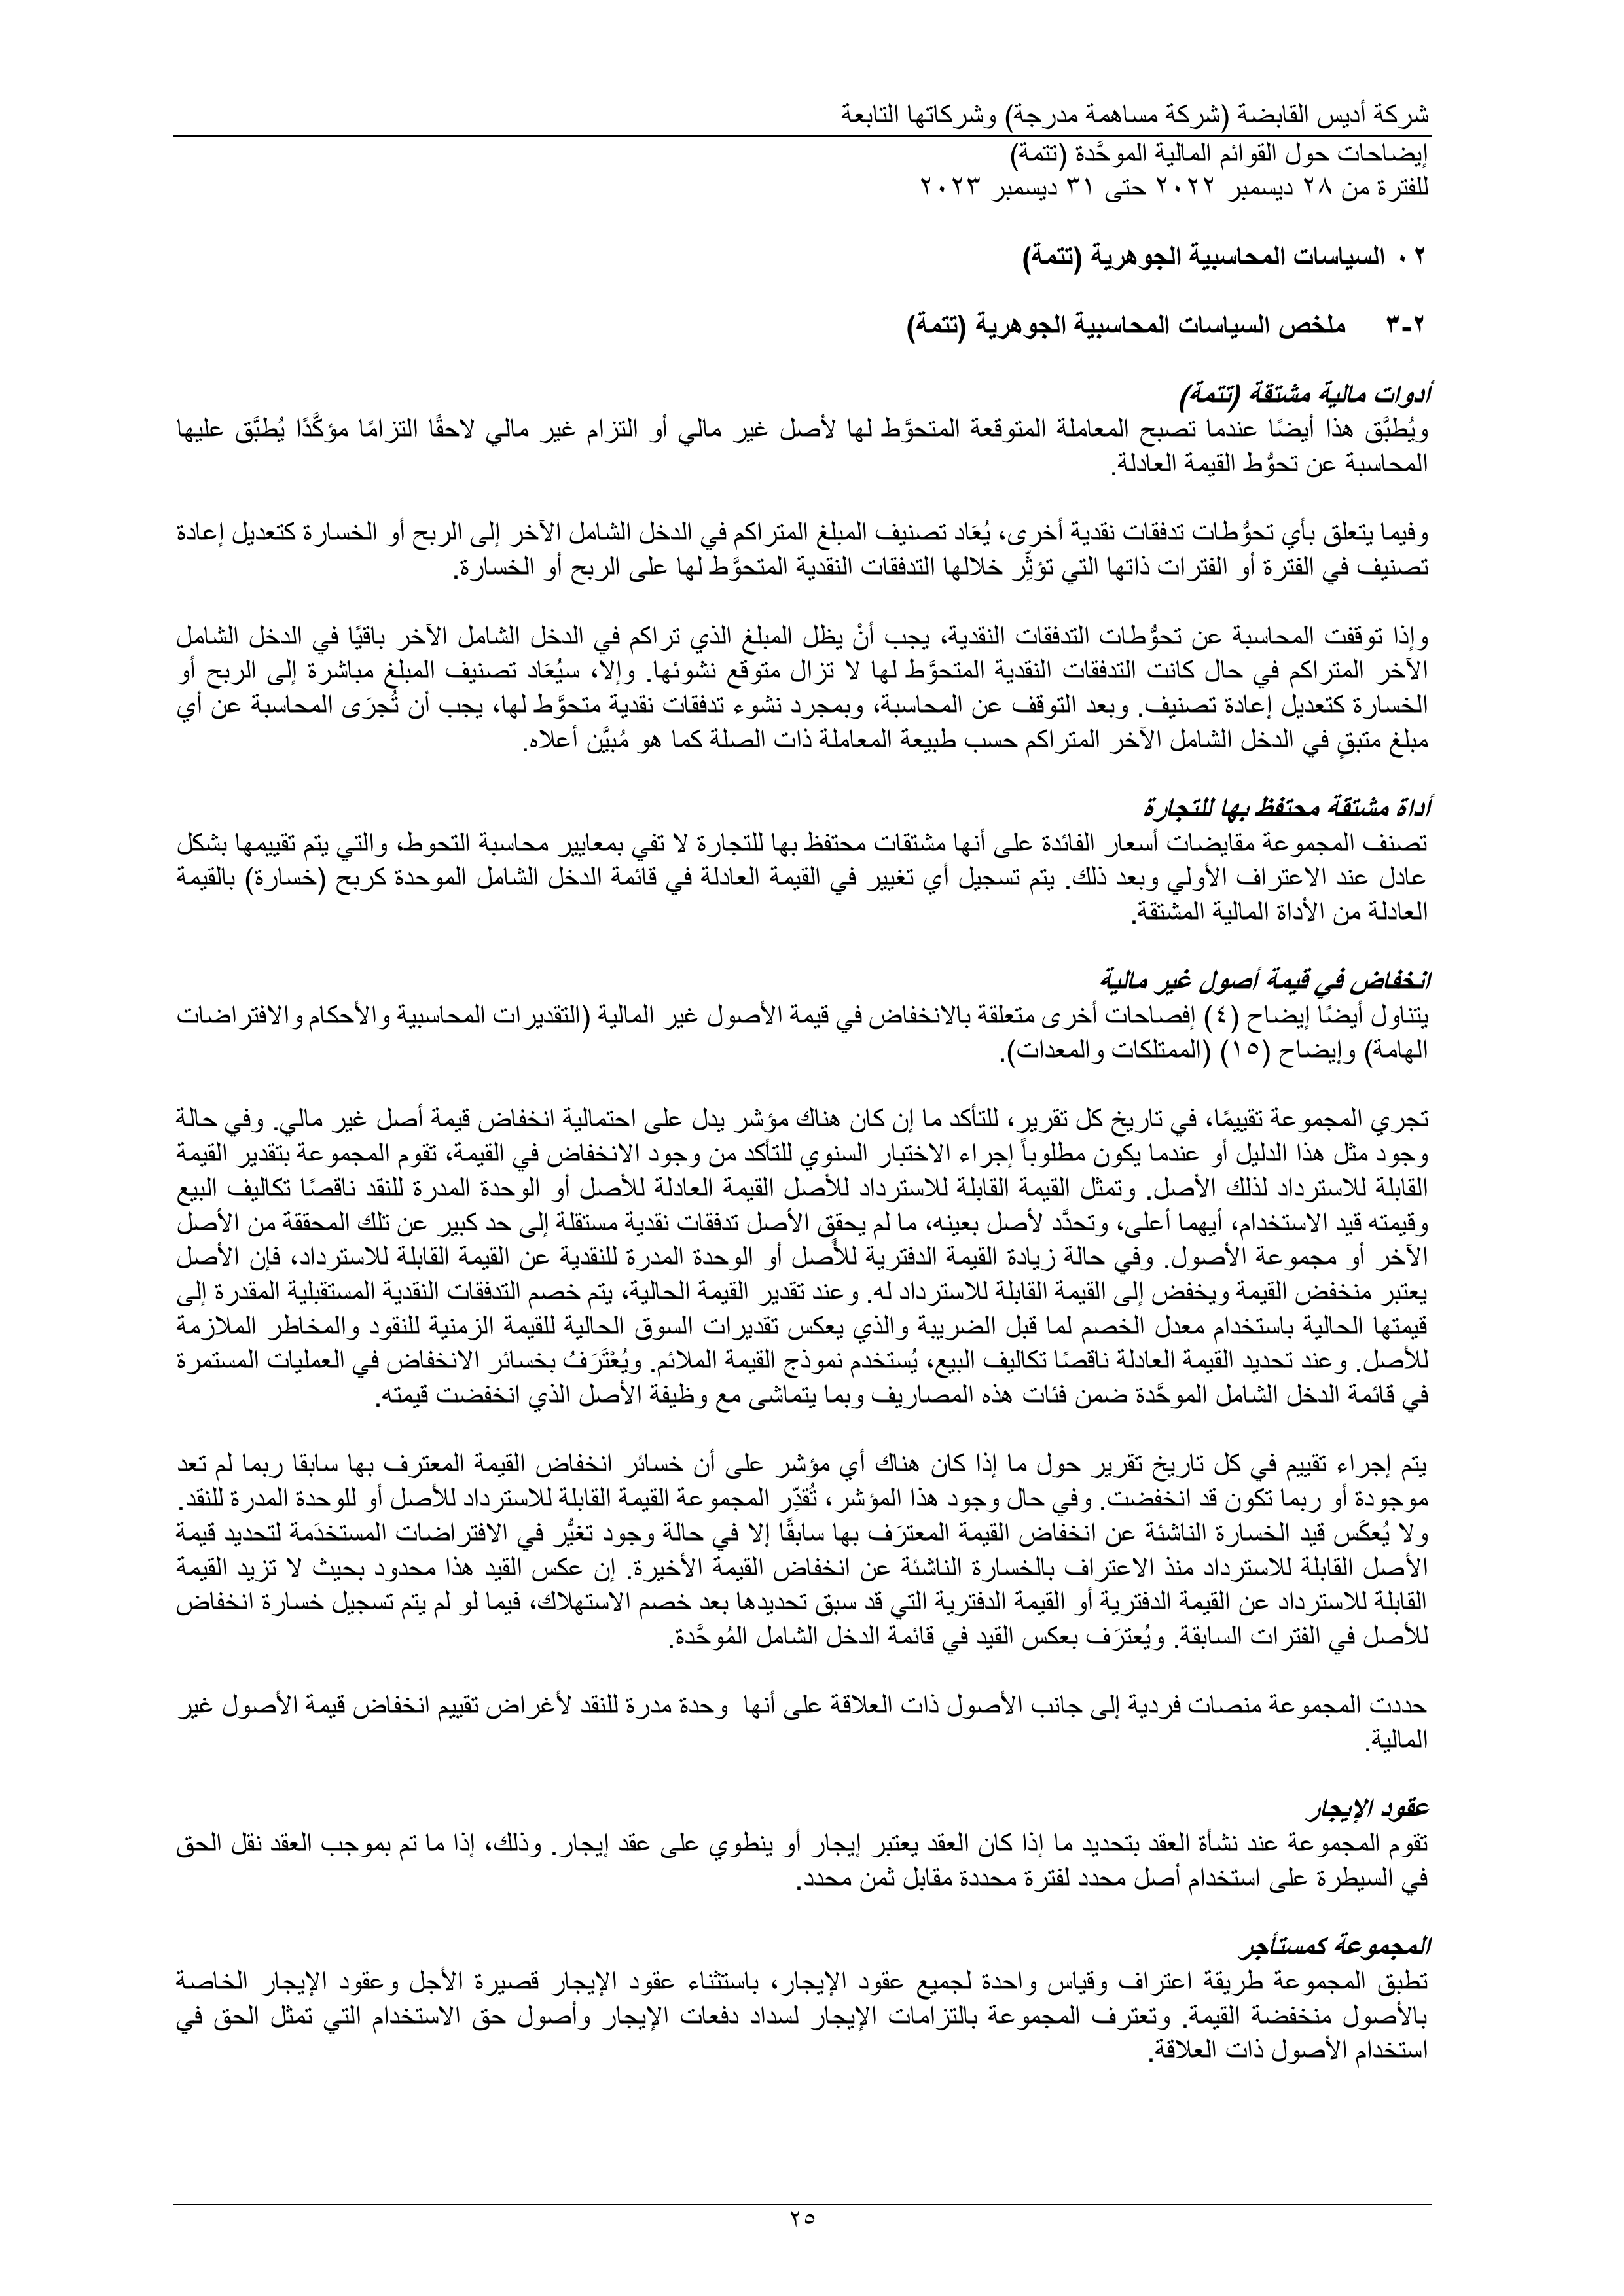 شركة أديس القابضة (شركة مساهمة مدرجة) وشركاتها التابعة
إيضاحات حول القوائم المالية الموحَّدة (تتمة)
للفترة من ٢٨ ديسمبر ٢٠٢٢ حتى ٣١ ديسمبر ٢٠٢٣
٠٢ السياسات المحاسبية الجوهرية (تتمة)
٢-٣ ملخص السياسات المحاسبية الجوهرية (تتمة)
أدوات مالية مشتقة (تتمة)
ويُطبَّق هذا أيضًا عندما تصبح المعاملة المتوقعة المتحوَّط لها لأصل غير مالي أو التزام غير مالي لاحقًا التزامًا مؤكَّدًا يُطبَّق عليها
المحاسبة عن تحوُّط القيمة العادلة.
وفيما يتعلق بأي تحوُّطات تدفقات نقدية أخرى، يُعَاد تصنيف المبلغ المتراكم في الدخل الشامل الآخر إلى الربح أو الخسارة كتعديل إعادة
تصنيف في الفترة أو الفترات ذاتها التي تؤثِّر خلالها التدفقات النقدية المتحوَّط لها على الربح أو الخسارة.
وإذا توقفت المحاسبة عن تحوُّطات التدفقات النقدية، يجب أنْ يظل المبلغ الذي تراكم في الدخل الشامل الآخر باقيًا في الدخل الشامل
الآخر المتراكم في حال كانت التدفقات النقدية المتحوَّط لها لا تزال متوقع نشوئها. وإلا، سيُعَاد تصنيف المبلغ مباشرة إلى الربح أو
الخسارة كتعديل إعادة تصنيف. وبعد التوقف عن المحاسبة، وبمجرد نشوء تدفقات نقدية متحوَّط لها، يجب أن تُجرَى المحاسبة عن أي
مبلغ متبقٍ في الدخل الشامل الآخر المتراكم حسب طبيعة المعاملة ذات الصلة كما هو مُبيَّن أعلاه.
أداة مشتقة محتفظ بها للتجارة
تصنف المجموعة مقايضات أسعار الفائدة على أنها مشتقات محتفظ بها للتجارة لا تفي بمعايير محاسبة التحوط، والتي يتم تقييمها بشكل
عادل عند الاعتراف الأولي وبعد ذلك. يتم تسجيل أي تغيير في القيمة العادلة في قائمة الدخل الشامل الموحدة كربح (خسارة) بالقيمة
العادلة من الأداة المالية المشتقة.
انخفاض في قيمة أصول غير مالية
يتناول أيضًا إيضاح (٤) إفصاحات أخرى متعلقة بالانخفاض في قيمة الأصول غير المالية (التقديرات المحاسبية والأحكام والافتراضات
الهامة) وإيضاح (١٥) (الممتلكات والمعدات).
تجري المجموعة تقييمًا، في تاريخ كل تقرير، للتأكد ما إن كان هناك مؤشر يدل على احتمالية انخفاض قيمة أصل غير مالي. وفي حالة
وجود مثل هذا الدليل أو عندما يكون مطلوباً إجراء الاختبار السنوي للتأكد من وجود الانخفاض في القيمة، تقوم المجموعة بتقدير القيمة
القابلة للاسترداد لذلك الأصل. وتمثل القيمة القابلة للاسترداد للأصل القيمة العادلة للأصل أو الوحدة المدرة للنقد ناقصًا تكاليف البيع
وقيمته قيد الاستخدام، أيهما أعلى، وتحدَّد لأصل بعينه، ما لم يحقق الأصل تدفقات نقدية مستقلة إلى حد كبير عن تلك المحققة من الأصل
الآخر أو مجموعة الأصول. وفي حالة زيادة القيمة الدفترية للأصل أو الوحدة المدرة للنقدية عن القيمة القابلة للاسترداد، فإن الأصل
يعتبر منخفض القيمة ويخفض إلى القيمة القابلة للاسترداد له. وعند تقدير القيمة الحالية، يتم خصم التدفقات النقدية المستقبلية المقدرة إلى
قيمتها الحالية باستخدام معدل الخصم لما قبل الضريبة والذي يعكس تقديرات السوق الحالية للقيمة الزمنية للنقود والمخاطر الملازمة
للأصل. وعند تحديد القيمة العادلة ناقصًا تكاليف البيع، يُستخدم نموذج القيمة الملائم. ويُعْتَرَفُ بخسائر الانخفاض في العمليات المستمرة
في قائمة الدخل الشامل الموحَّدة ضمن فئات هذه المصاريف وبما يتماشى مع وظيفة الأصل الذي انخفضت قيمته.
يتم إجراء تقييم في كل تاريخ تقرير حول ما إذا كان هناك أي مؤشر على أن خسائر انخفاض القيمة المعترف بها سابقا ربما لم تعد
موجودة أو ربما تكون قد انخفضت. وفي حال وجود هذا المؤشر، تُقدِّر المجموعة القيمة القابلة للاسترداد للأصل أو للوحدة المدرة للنقد.
ولا يُعكَس قيد الخسارة الناشئة عن انخفاض القيمة المعترَف بها سابقًا إلا في حالة وجود تغيُّر في الافتراضات المستخدَمة لتحديد قيمة
الأصل القابلة للاسترداد منذ الاعتراف بالخسارة الناشئة عن انخفاض القيمة الأخيرة. إن عكس القيد هذا محدود بحيث لا تزيد القيمة
القابلة للاسترداد عن القيمة الدفترية أو القيمة الدفترية التي قد سبق تحديدها بعد خصم الاستهلاك، فيما لو لم يتم تسجيل خسارة انخفاض
للأصل في الفترات السابقة. ويُعترَف بعكس القيد في قائمة الدخل الشامل المُوحَّدة.
حددت المجموعة منصات فردية إلى جانب الأصول ذات العلاقة على أنها وحدة مدرة للنقد لأغراض تقييم انخفاض قيمة الأصول غير
المالية.
عقود الإيجار
تقوم المجموعة عند نشأة العقد بتحديد ما إذا كان العقد يعتبر إيجار أو ينطوي على عقد إيجار. وذلك، إذا ما تم بموجب العقد نقل الحق
في السيطرة على استخدام أصل محدد لفترة محددة مقابل ثمن محدد.
المجموعة كمستأجر
تطبق المجموعة طريقة اعتراف وقياس واحدة لجميع عقود الإيجار، باستثناء عقود الإيجار قصيرة الأجل وعقود الإيجار الخاصة
بالأصول منخفضة القيمة. وتعترف المجموعة بالتزامات الإيجار لسداد دفعات الإيجار وأصول حق الاستخدام التي تمثل الحق في
استخدام الأصول ذات العلاقة.
٢٥